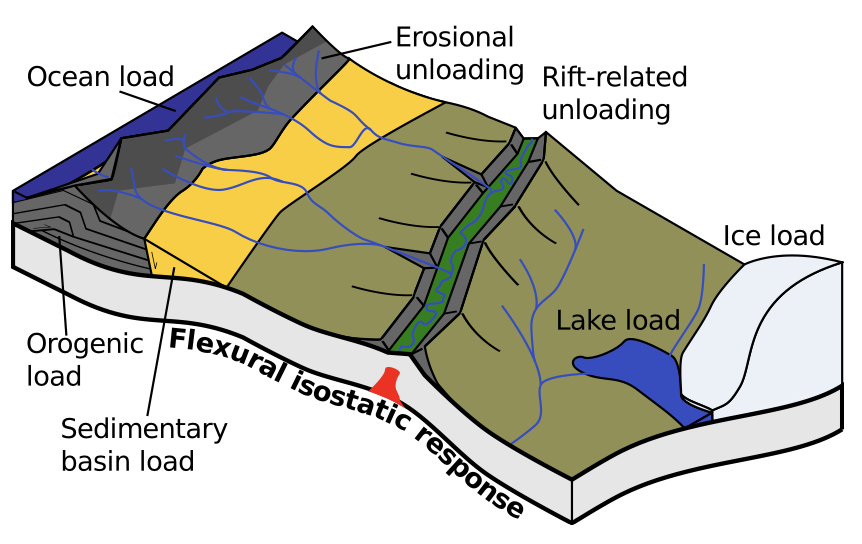 Erosional
unloading
Ocean load
Rift-related
unloading
Ice load
Lake load
Orogenic
load
Flexural isostatic response
Sedimentary
basin load